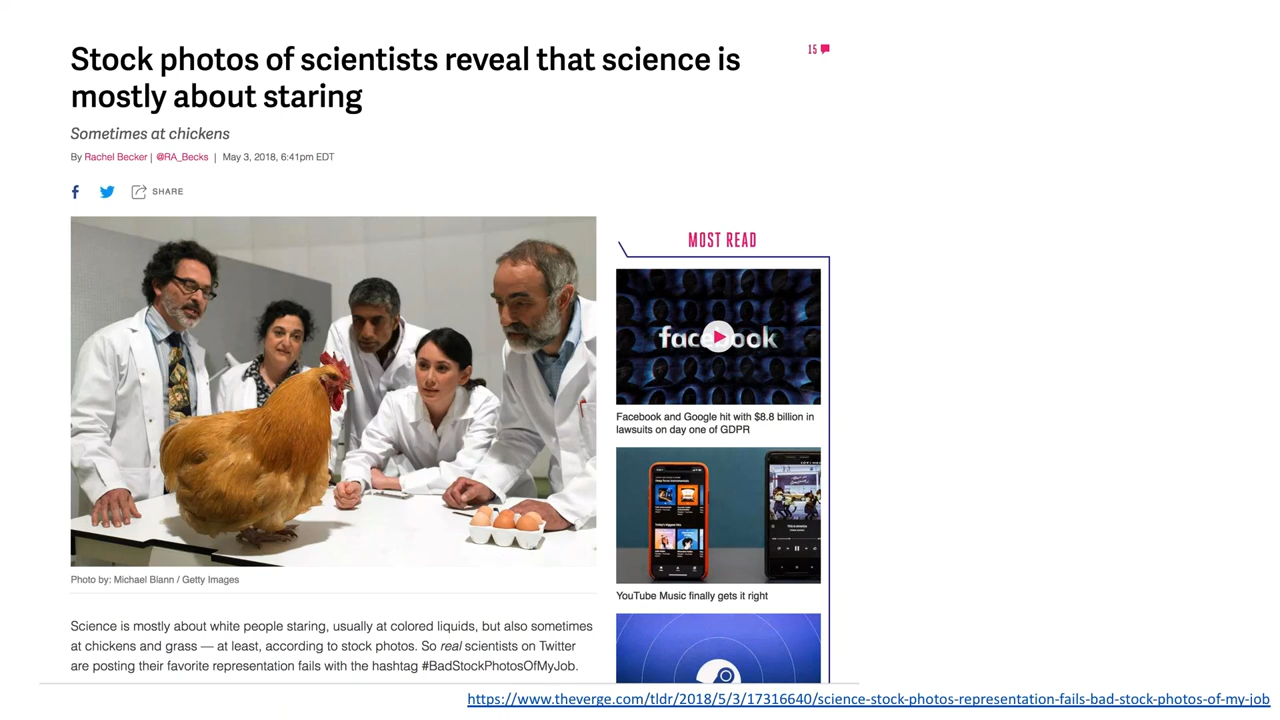 Stock photos of scientists reveal that science is
mostly about staring
15
Sometimes at chickens
By Rachel Becker | @RA_Becks | May 3, 2018, 6:41pm EDT
SHARE
MOST READ
facebook
Facebook and Google hit with $8.8 billion in
lawsuits on day one of GDPR
YouTube Music finally gets it right
Photo by: Michael Blann / Getty Images
Science is mostly about white people staring, usually at colored liquids, but also sometimes
at chickens and grass — at least, according to stock photos. So real scientists on Twitter
are posting their favorite representation fails with the hashtag #BadStockPhotosOfMyJob.
https://www.theverge.com/tldr/2018/5/3/17316640/science-stock-photos-representation-fails-bad-stock-photos-of-my-job